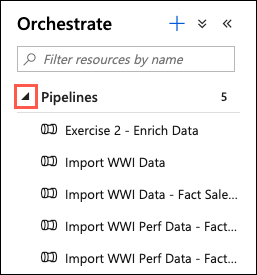 Orchestrate
Filter resources by name
Pipelines 5
Exercise 2 - Enrich Data
Import WWI Data
Import WWI Data - Fact Sale...
Import WWI Perf Data - Fact...
Import WWI Perf Data - Fact...